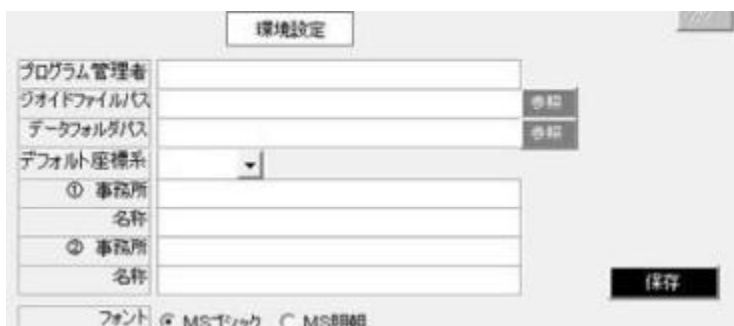 環境設定
プログラム管理者
ジオイドファイルパス 参照
データフォルダパス 参照
デフォルト座標系
① 事務所
名称
② 事務所
名称
保存
フォント MSゴシック MS明朝